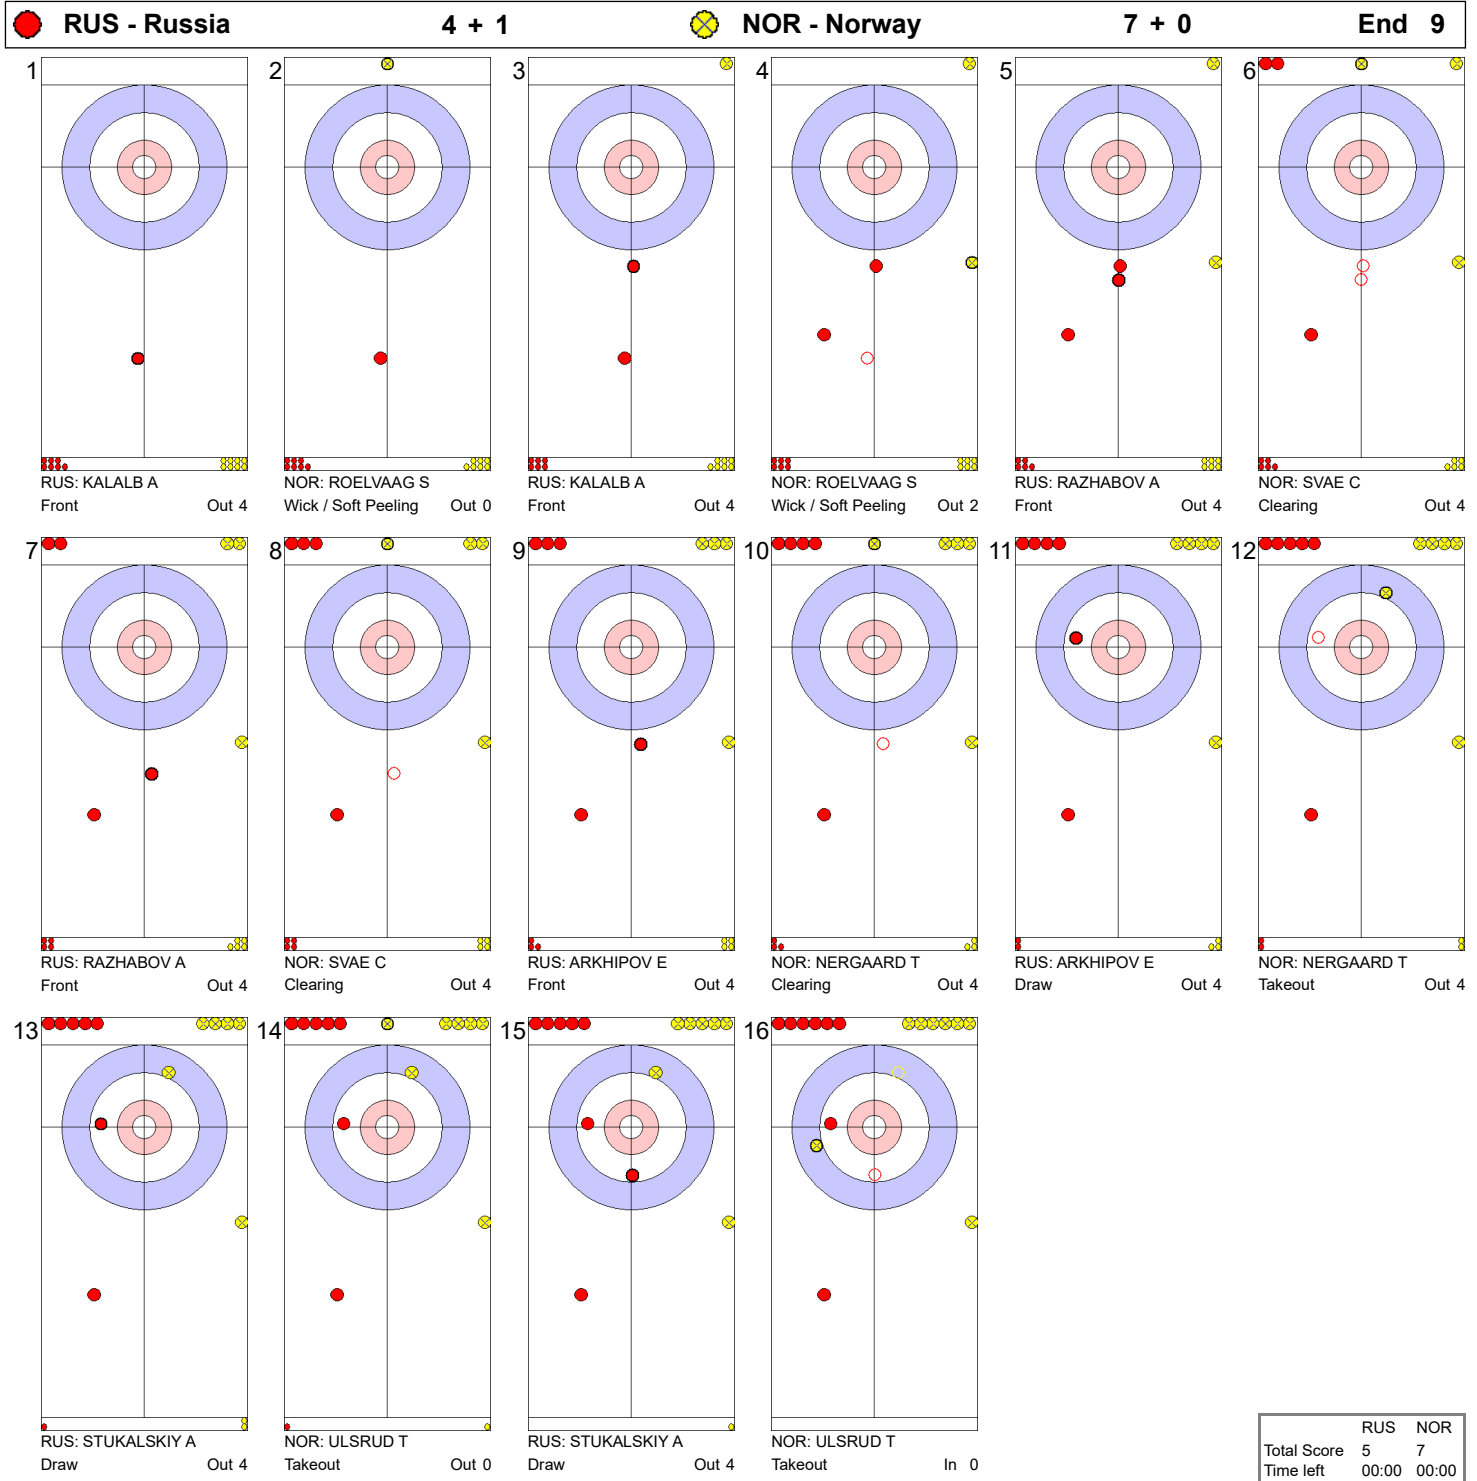 RUS - Russia 4 + 1 NOR - Norway 7 + 0 End 9
1 2 3 4 5 6
RUS: KALALB A NOR: ROELVAAG S RUS: KALALB A NOR: ROELVAAG S RUS: RAZHABOV A NOR: SVAE C
Front Out 4 Wick / Soft Peeling Out 0 Front Out 4 Wick / Soft Peeling Out 2 Front Out 4 Clearing Out 4
7 8 9 10 11 12
RUS: RAZHABOV A NOR: SVAE C RUS: ARKHIPOV E NOR: NERGAARD T RUS: ARKHIPOV E NOR: NERGAARD T
Front Out 4 Clearing Out 4 Front Out 4 Clearing Out 4 Draw Out 4 Takeout Out 4
13 14 15 16
RUS: STUKALSKIY A NOR: ULSRUD T RUS: STUKALSKIY A NOR: ULSRUD T
Draw Out 4 Takeout Out 0 Draw Out 4 Takeout In 0
RUS NOR
Total Score 5 7
Time left 00:00 00:00